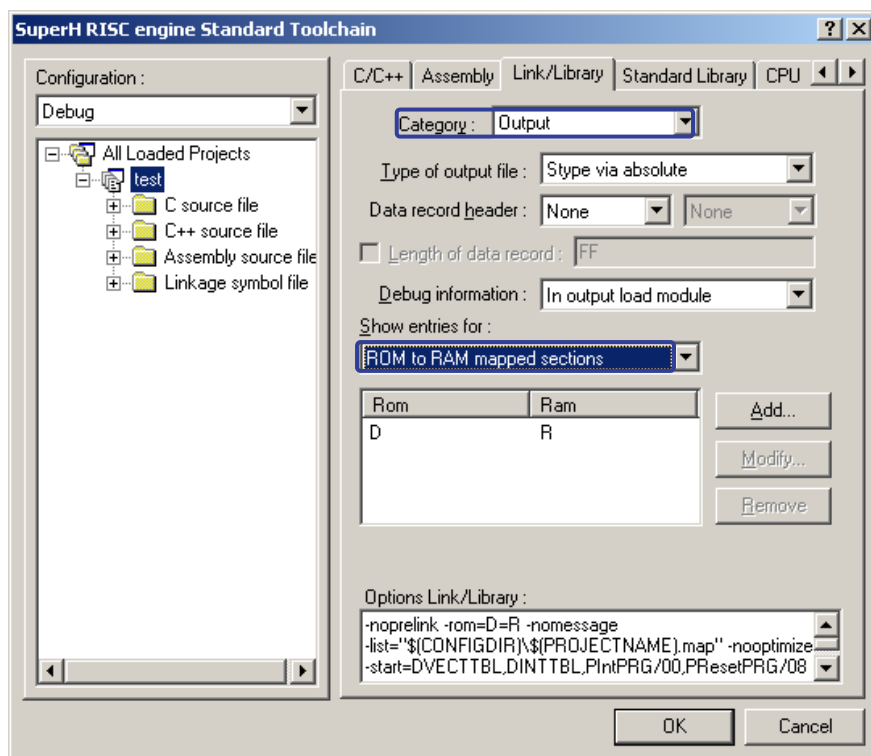 SuperH RISC engine Standard Toolchain
Configuration :
Debug
All Loaded Projects
test
C source file
C++ source file
Assembly source file
Linkage symbol file
C/C++ Assembly Link/Library Standard Library CPU
Category : Output
Type of output file : Stype via absolute
Data record header : None None
Length of data record : FF
Debug information : In output load module
Show entries for :
ROM to RAM mapped sections
Rom Ram
D R
Add...
Modify...
Remove
Options Link/Library :
-noprelink -rom=D=R -nomessage
-list="$(CONFIGDIR)\$(PROJECTNAME).map" -nooptimize
-start=DVECTTBL,DINTTBL,PIntPRG/00,PResetPRG/08
OK Cancel